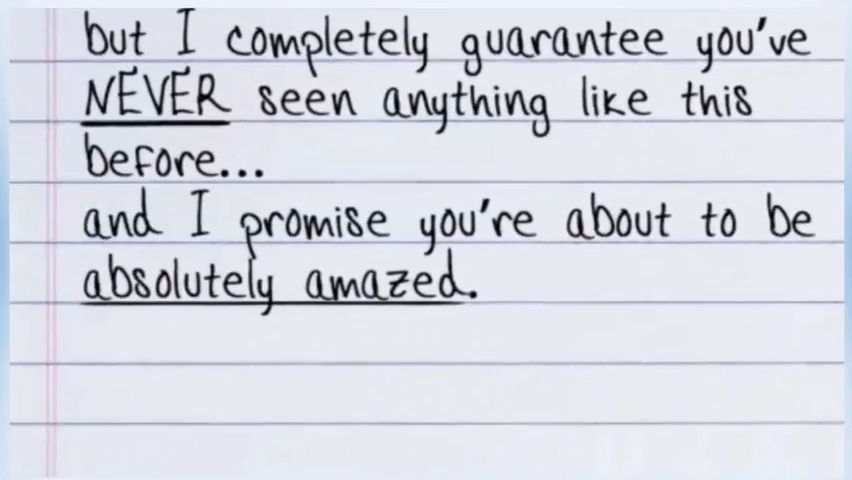 but I completely guarantee you've
NEVER seen anything like this
before...
and I promise you're about to be
absolutely amazed.